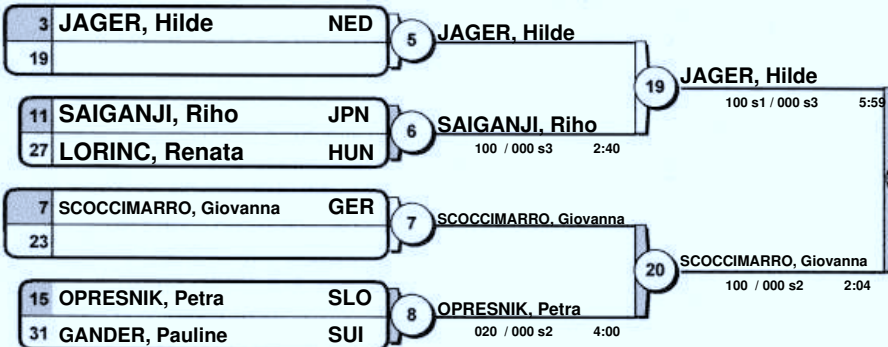 3 JAGER, Hilde NED
19
5 JAGER, Hilde
11 SAIGANJI, Riho JPN
27 LORINC, Renata HUN
6 SAIGANJI, Riho
100 / 000 s3 2:40
19 JAGER, Hilde
100 s1 / 000 s3 5:59
7 SCOCCIMARRO, Giovanna GER
23
7 SCOCCIMARRO, Giovanna
15 OPRESNIK, Petra SLO
31 GANDER, Pauline SUI
8 OPRESNIK, Petra
020 / 000 s2 4:00
20 SCOCCIMARRO, Giovanna
100 / 000 s2 2:04